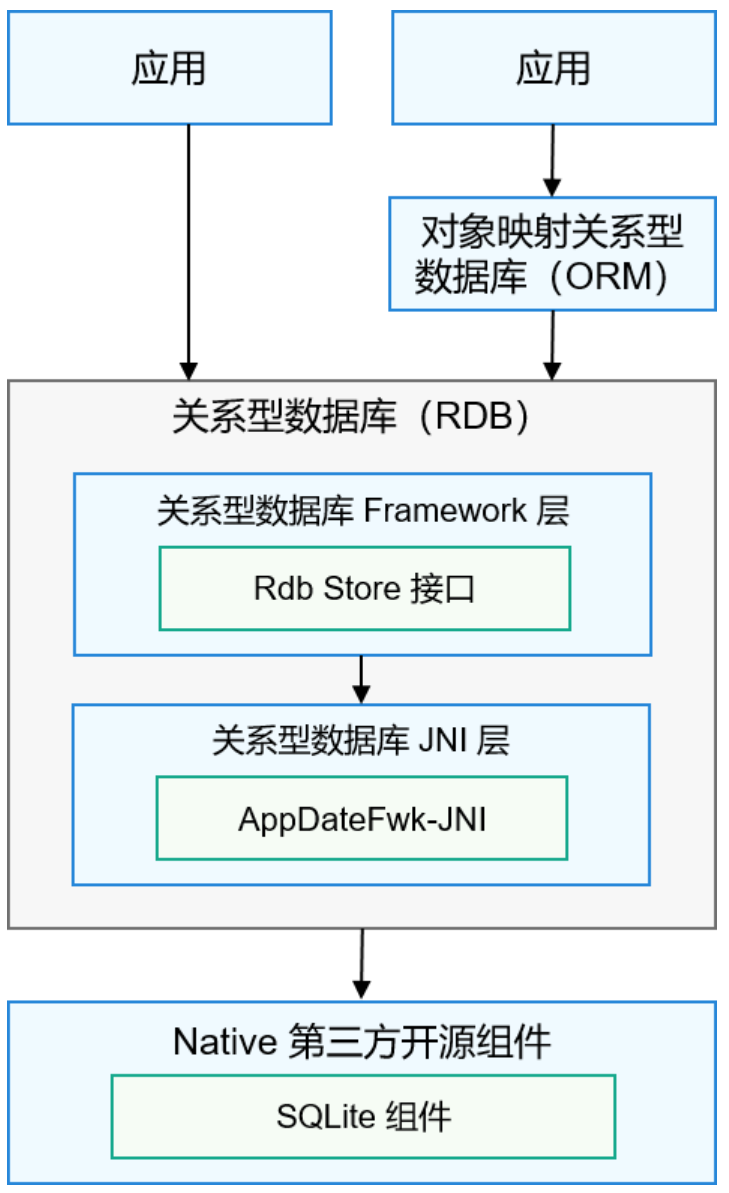 应用
应用
对象映射关系型
数据库（ORM）
关系型数据库（RDB）
关系型数据库 Framework 层
Rdb Store 接口
关系型数据库 JNI 层
AppDateFwk-JNI
Native 第三方开源组件
SQLite 组件